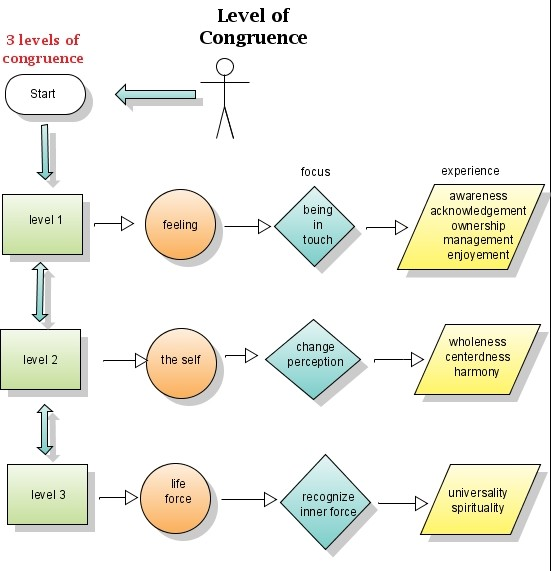 Level of
Congruence
3 levels of
congruence
Start
focus
experience
level 1
feeling
being
in
touch
awareness
acknowledgement
ownership
management
enjoyement
level 2
the self
change
perception
wholeness
centerdness
harmony
level 3
life
force
recognize
inner force
universality
spirituality